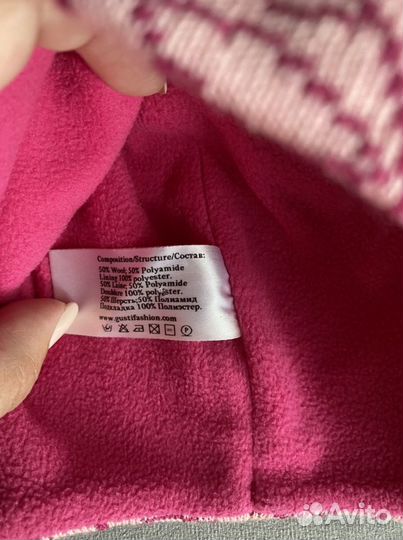 Composition/Structure/Состав:
50% Wool; 50% Polyamide
Lining 100% polyester.
50% Laine; 50% Polyamide
Doublure 100% polyester.
50% Шерсть; 50% Полиамид
Подкладка 100% Полиэстер.
www.gustifashion.com
Avito